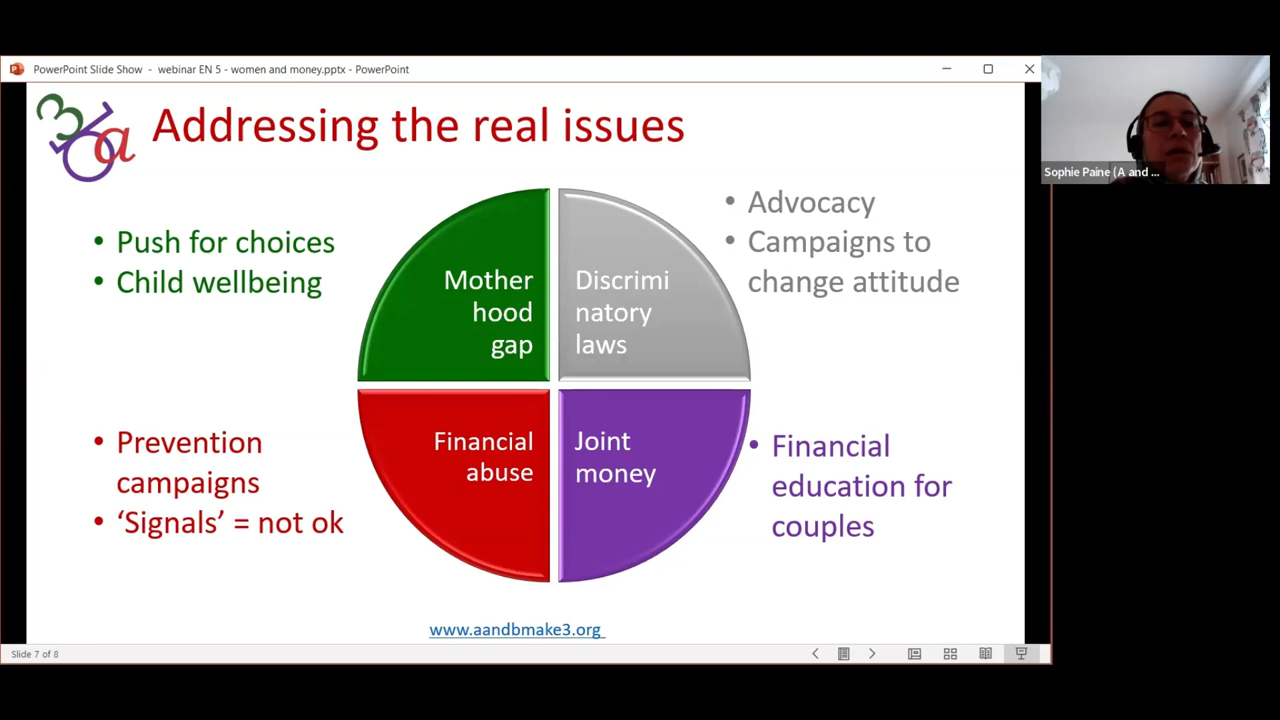 PowerPoint Slide Show - webinar EN 5 - women and money.pptx - PowerPoint
Addressing the real issues
• Push for choices
• Child wellbeing
Mother
hood
gap
Discrimi
natory
laws
• Advocacy
• Campaigns to
change attitude
• Prevention
campaigns
• ‘Signals’ = not ok
Financial
abuse
Joint
money
• Financial
education for
couples
www.aandbmake3.org
Slide 7 of 8
Sophie Paine (A and ...